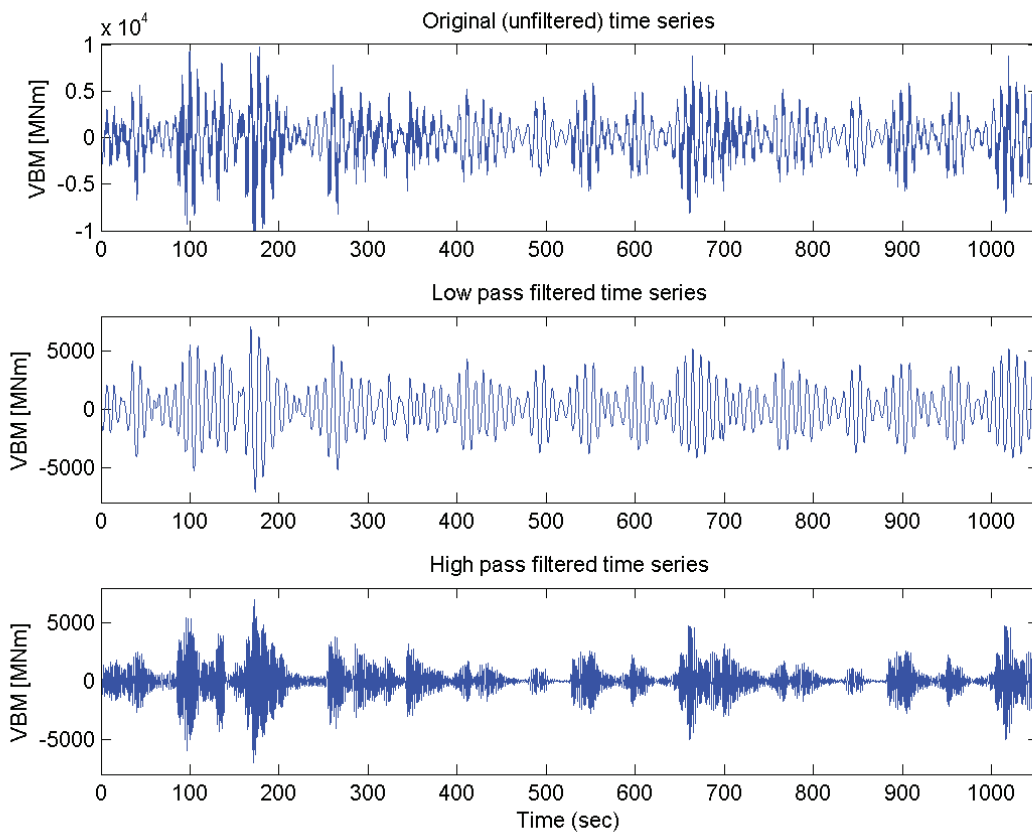 Original (unfiltered) time series
x 10^4
1
0.5
0
-0.5
-1
VBM [MNm]
0 100 200 300 400 500 600 700 800 900 1000
Low pass filtered time series
5000
0
-5000
VBM [MNm]
0 100 200 300 400 500 600 700 800 900 1000
High pass filtered time series
5000
0
-5000
VBM [MNm]
0 100 200 300 400 500 600 700 800 900 1000
Time (sec)